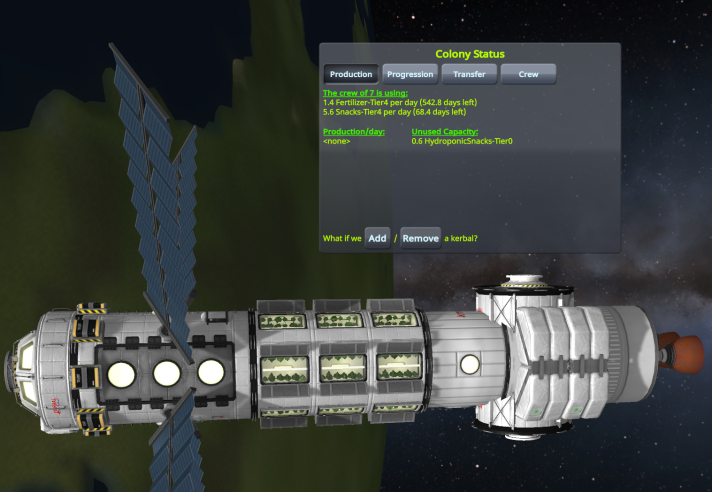 Colony Status
Production Progression Transfer Crew
The crew of 7 is using:
1.4 Fertilizer-Tier4 per day (542.8 days left)
5.6 Snacks-Tier4 per day (68.4 days left)
Production/day: Unused Capacity:
<none> 0.6 HydroponicSnacks-Tier0
What if we Add / Remove a kerbal?